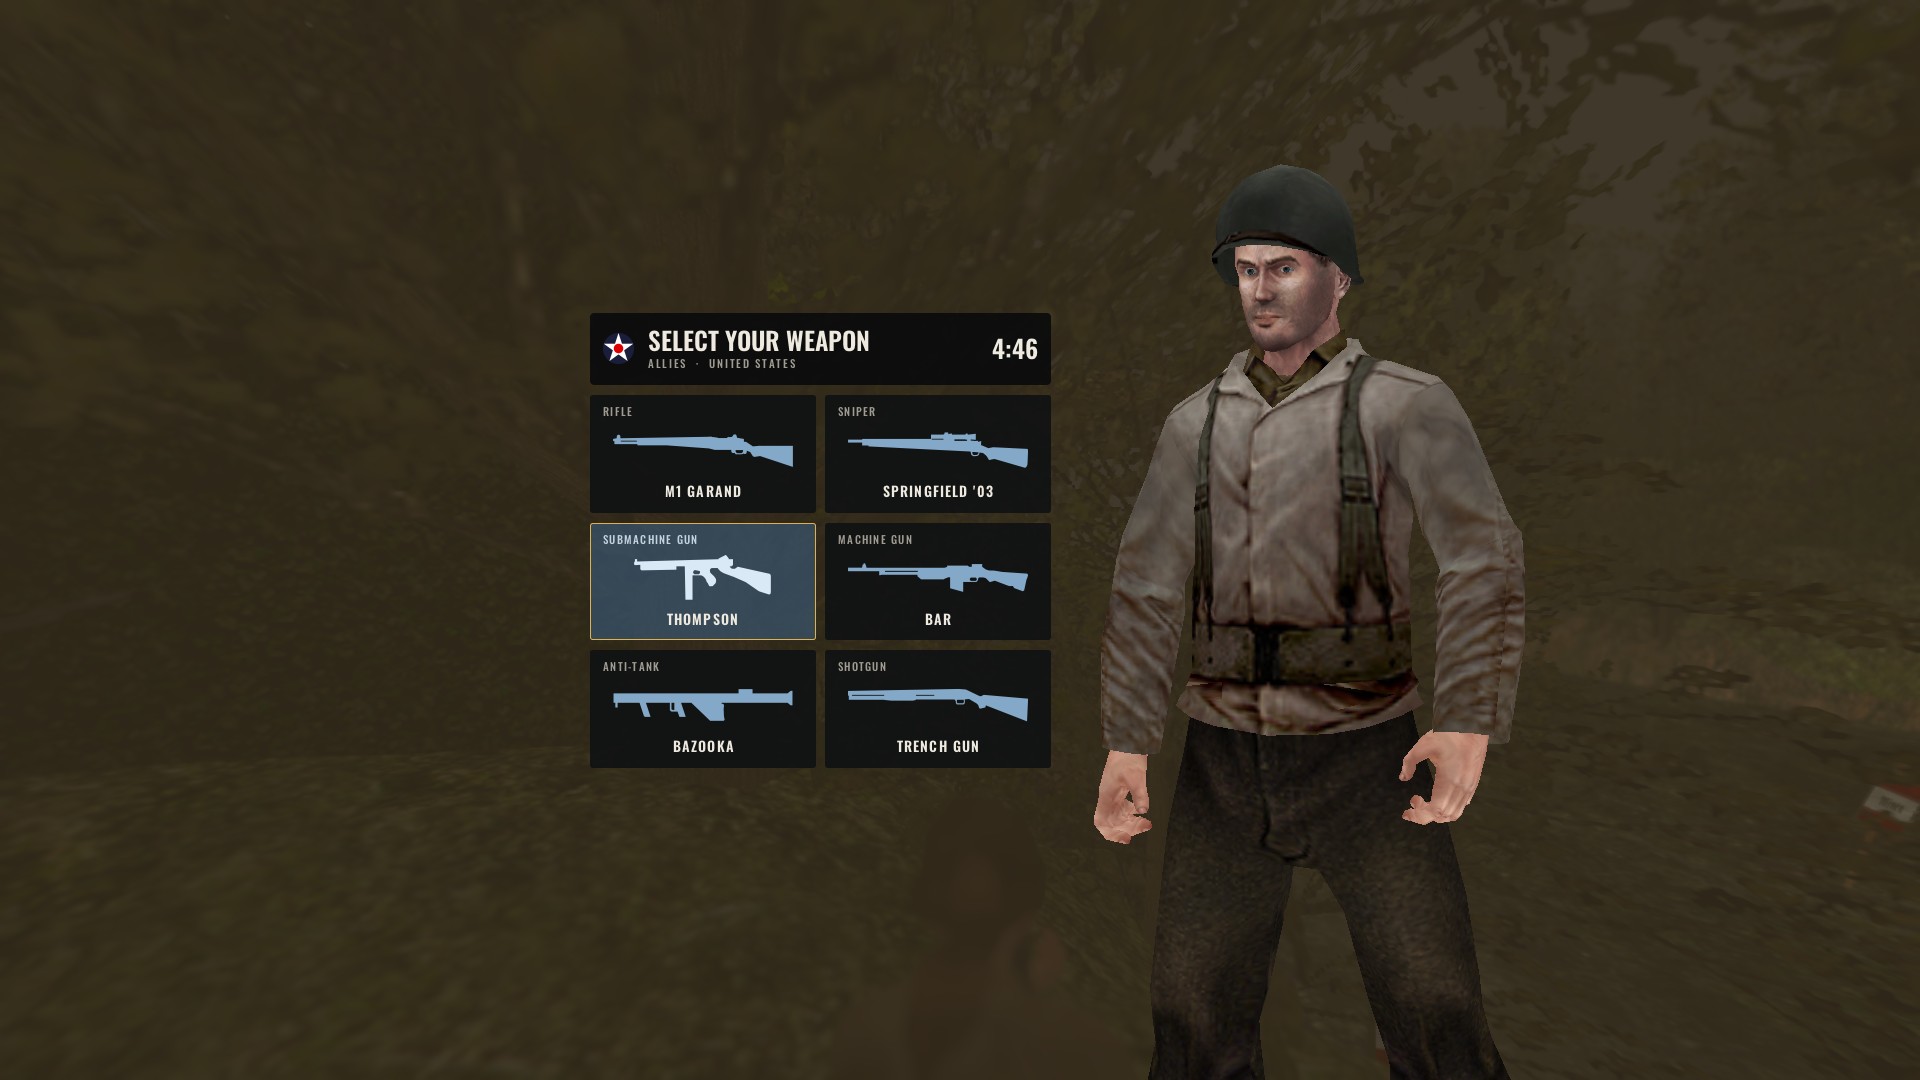 SELECT YOUR WEAPON
ALLIES · UNITED STATES
4:46
RIFLE
M1 GARAND
SNIPER
SPRINGFIELD '03
SUBMACHINE GUN
THOMPSON
MACHINE GUN
BAR
ANTI-TANK
BAZOOKA
SHOTGUN
TRENCH GUN